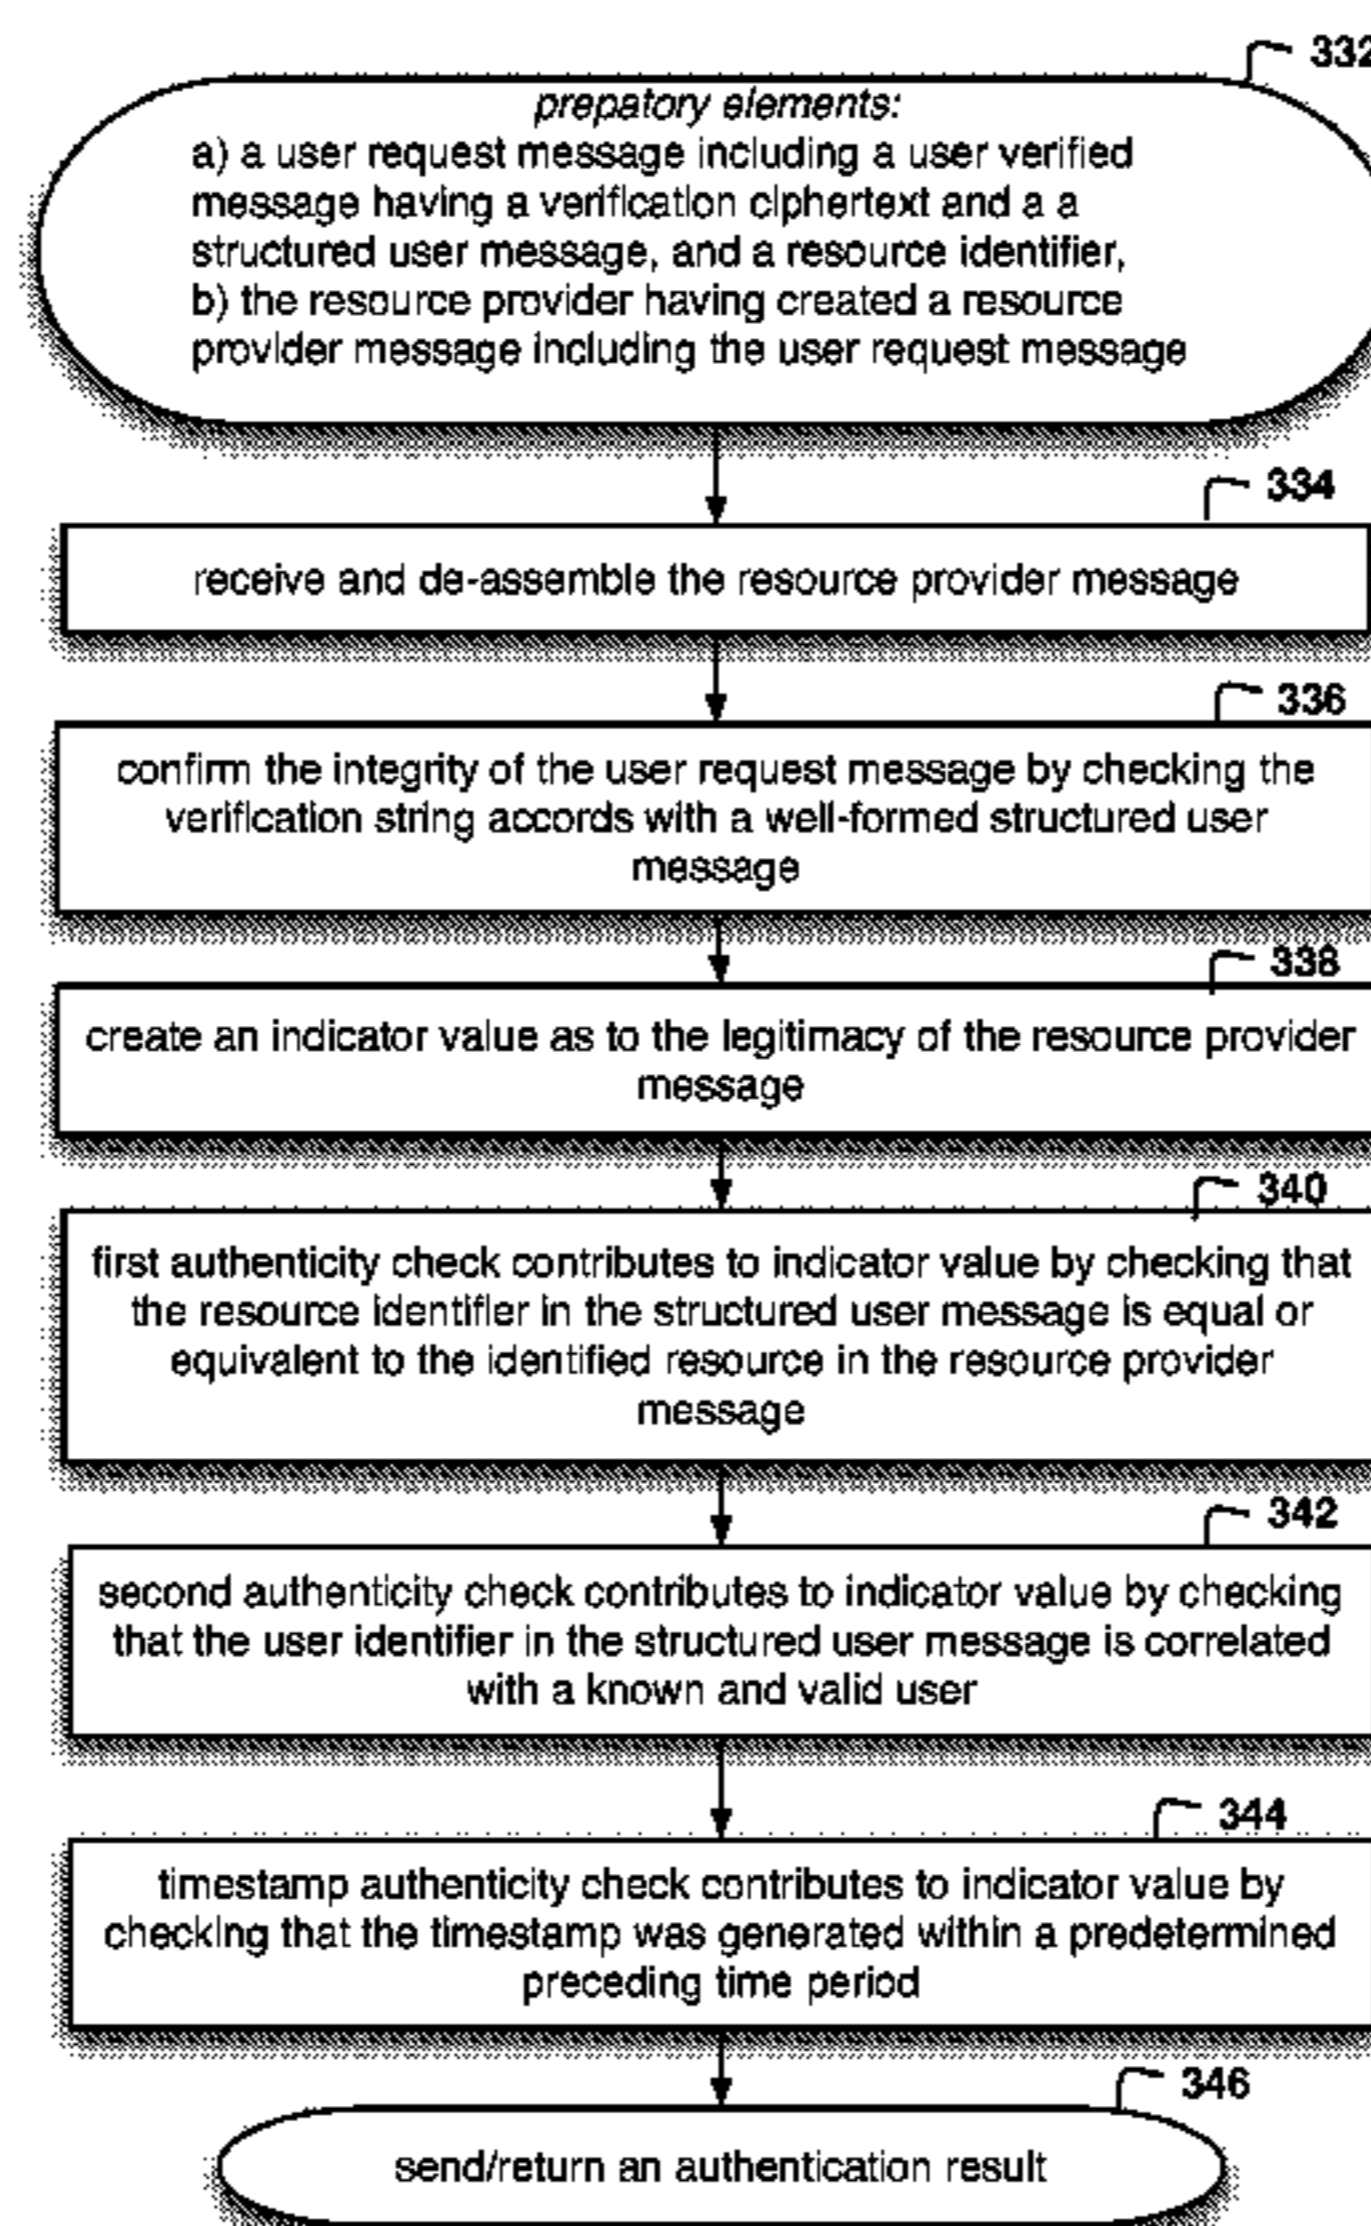 332
prepatory elements:
a) a user request message including a user verified
message having a verification ciphertext and a a
structured user message, and a resource identifier,
b) the resource provider having created a resource
provider message including the user request message
334
receive and de-assemble the resource provider message
336
confirm the integrity of the user request message by checking the
verification string accords with a well-formed structured user
message
338
create an indicator value as to the legitimacy of the resource provider
message
340
first authenticity check contributes to indicator value by checking that
the resource identifier in the structured user message is equal or
equivalent to the identified resource in the resource provider
message
342
second authenticity check contributes to indicator value by checking
that the user identifier in the structured user message is correlated
with a known and valid user
344
timestamp authenticity check contributes to indicator value by
checking that the timestamp was generated within a predetermined
preceding time period
346
send/return an authentication result